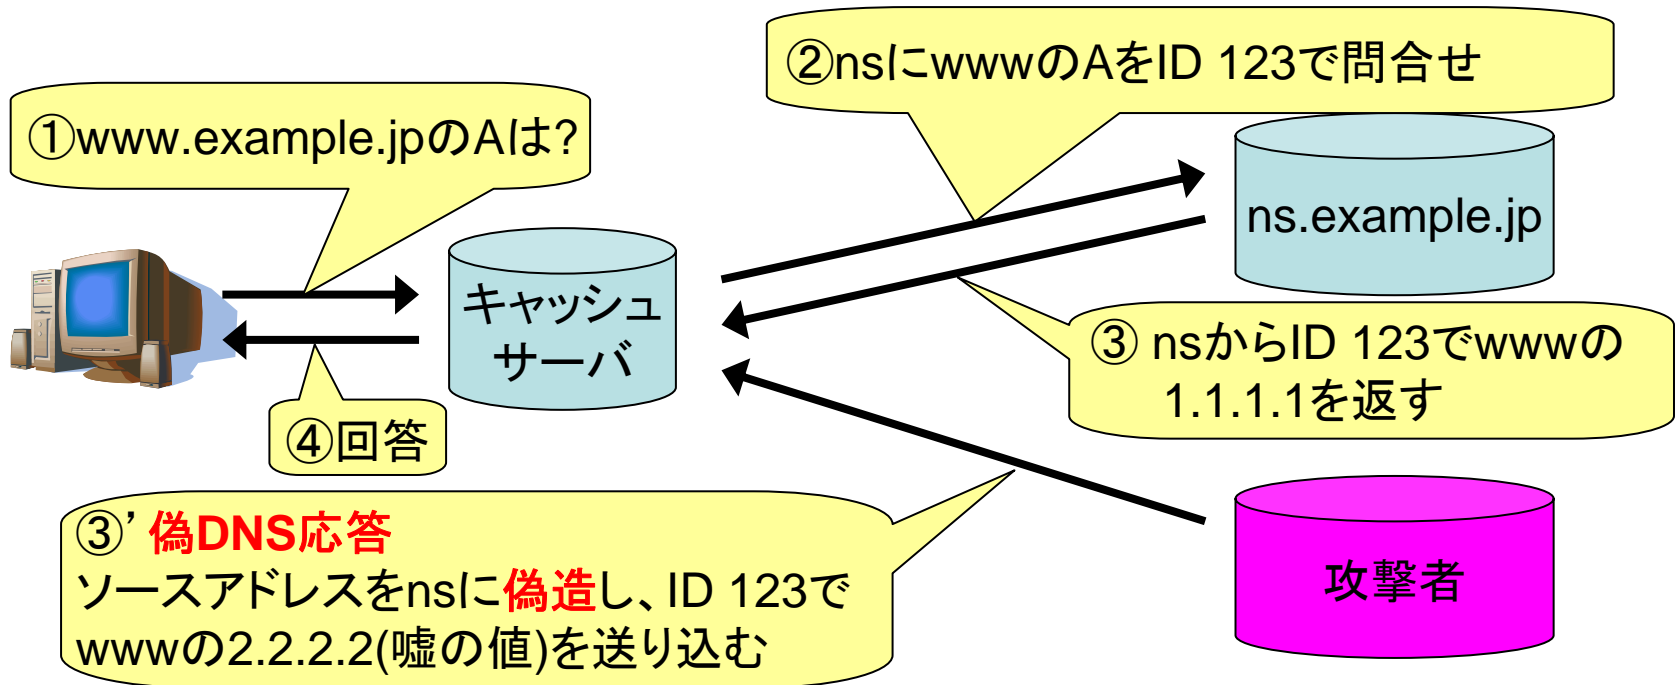 ①www.example.jpのAは?
②nsにwwwのAをID 123で問合せ
ns.example.jp
キャッシュ
サーバ
③ nsからID 123でwwwの
1.1.1.1を返す
④回答
③’偽DNS応答
ソースアドレスをnsに偽造し、ID 123で
wwwの2.2.2.2(嘘の値)を送り込む
攻撃者